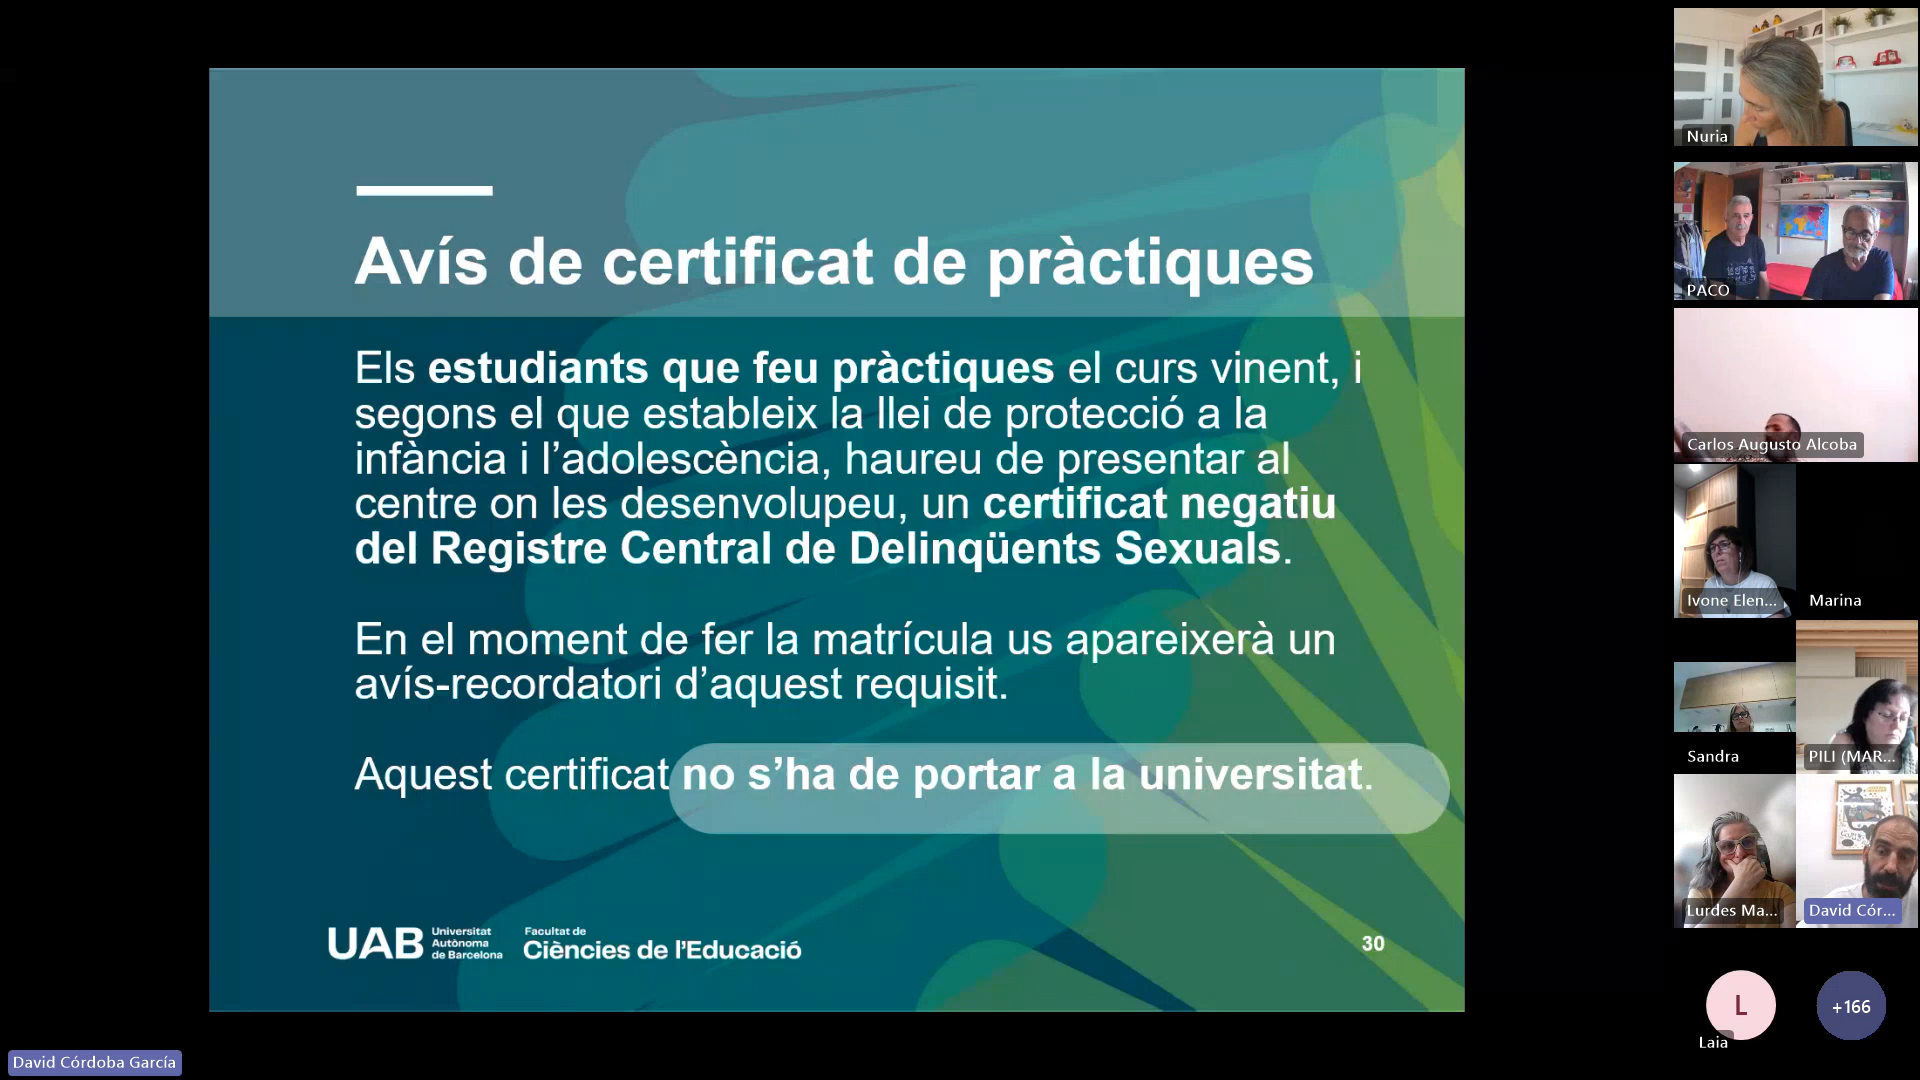 Avís de certificat de pràctiques
Els estudiants que feu pràctiques el curs vinent, i
segons el que estableix la llei de protecció a la
infància i l’adolescència, haureu de presentar al
centre on les desenvolupeu, un certificat negatiu
del Registre Central de Delinqüents Sexuals.
En el moment de fer la matrícula us apareixerà un
avís-recordatori d’aquest requisit.
Aquest certificat no s’ha de portar a la universitat.
UAB
Universitat
Autònoma
de Barcelona
Facultat de
Ciències de l’Educació
30
David Córdoba García
Nuria
PACO
Carlos Augusto Alcoba
Ivone Elen...
Marina
Sandra
PILI (MAR...
Lurdes Ma...
David Cór...
L
Laia
+166